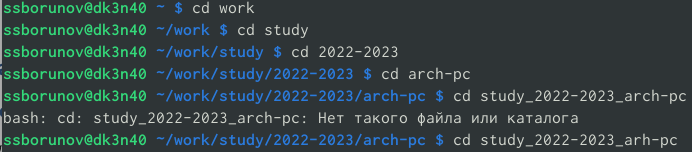 ssborunov@dk3n40 ~ $ cd work
ssborunov@dk3n40 ~/work $ cd study
ssborunov@dk3n40 ~/work/study $ cd 2022-2023
ssborunov@dk3n40 ~/work/study/2022-2023 $ cd arch-pc
ssborunov@dk3n40 ~/work/study/2022-2023/arch-pc $ cd study_2022-2023_arch-pc
bash: cd: study_2022-2023_arch-pc: Нет такого файла или каталога
ssborunov@dk3n40 ~/work/study/2022-2023/arch-pc $ cd study_2022-2023_arh-pc